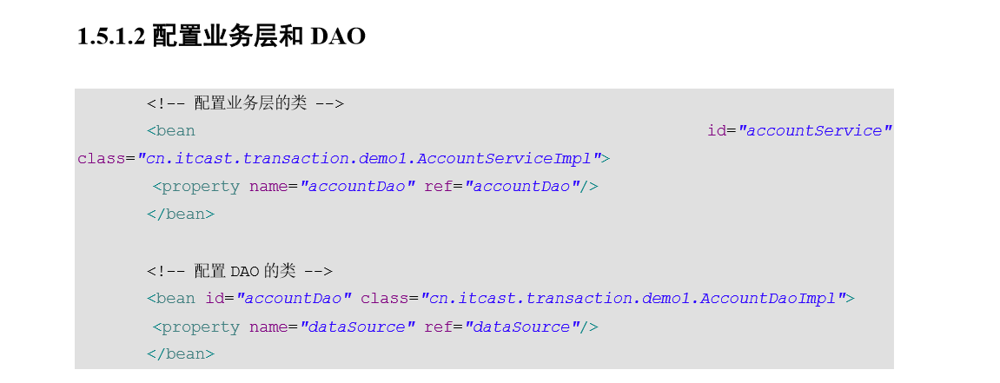 1.5.1.2 配置业务层和 DAO
<!-- 配置业务层的类 -->
<bean id="accountService"
class="cn.itcast.transaction.demo1.AccountServiceImpl">
<property name="accountDao" ref="accountDao"/>
</bean>
<!-- 配置 DAO 的类 -->
<bean id="accountDao" class="cn.itcast.transaction.demo1.AccountDaoImpl">
<property name="dataSource" ref="dataSource"/>
</bean>